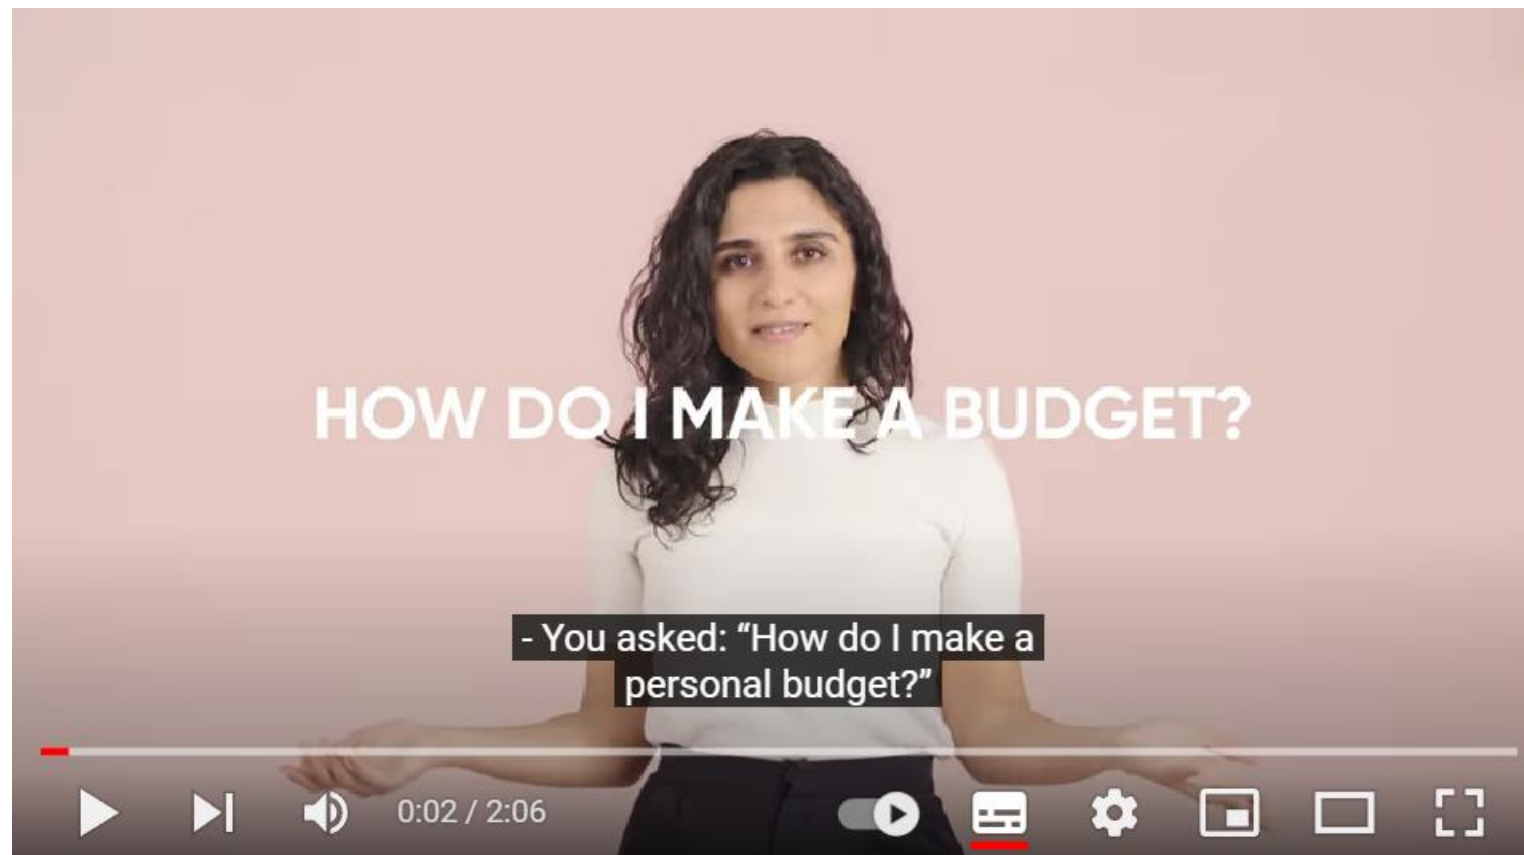 HOW DO I MAKE A BUDGET?
- You asked: “How do I make a
personal budget?”
0:02 / 2:06